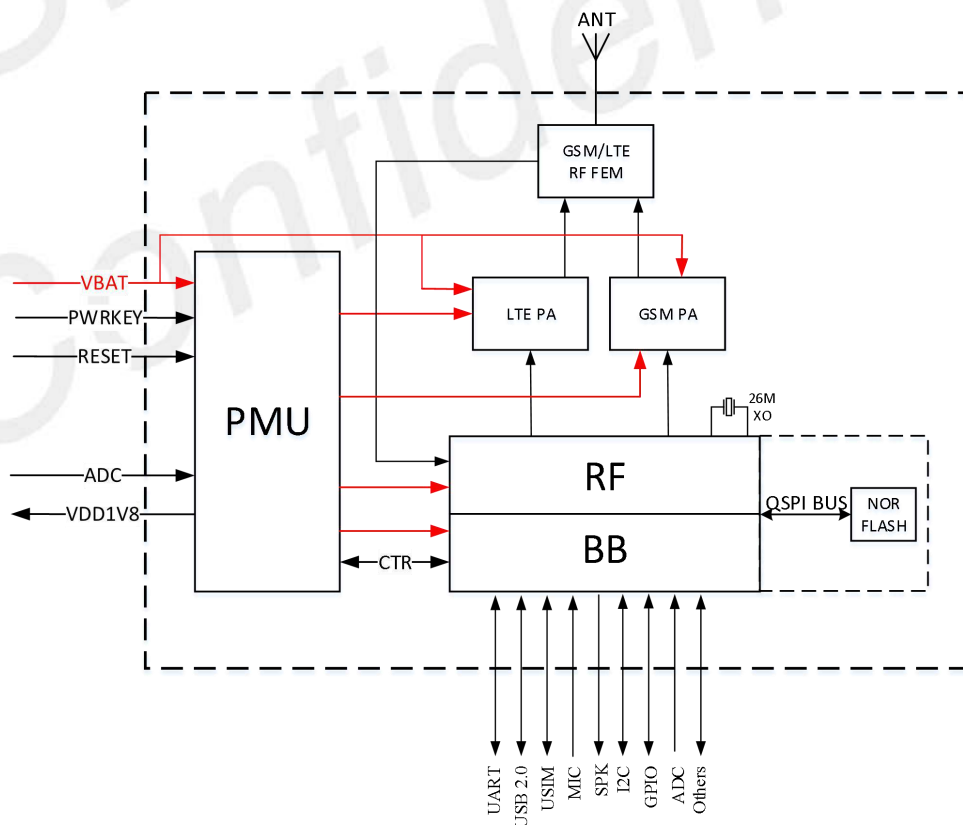 Confiden
ANT
GSM/LTE
RF FEM
VBAT
PWRKEY
RESET
LTE PA
GSM PA
PMU
26M
XO
RF
ADC
VDD1V8
QSPI BUS
NOR
FLASH
BB
CTR
UART
USB 2.0
USIM
MIC
SPK
I2C
GPIO
ADC
Others